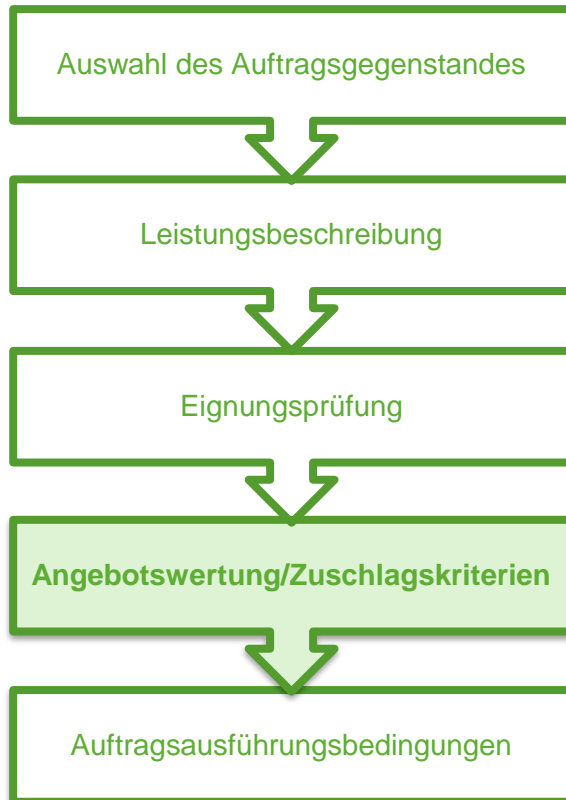 Auswahl des Auftragsgegenstandes
Leistungsbeschreibung
Eignungsprüfung
Angebotswertung/Zuschlagskriterien
Auftragsausführungsbedingungen